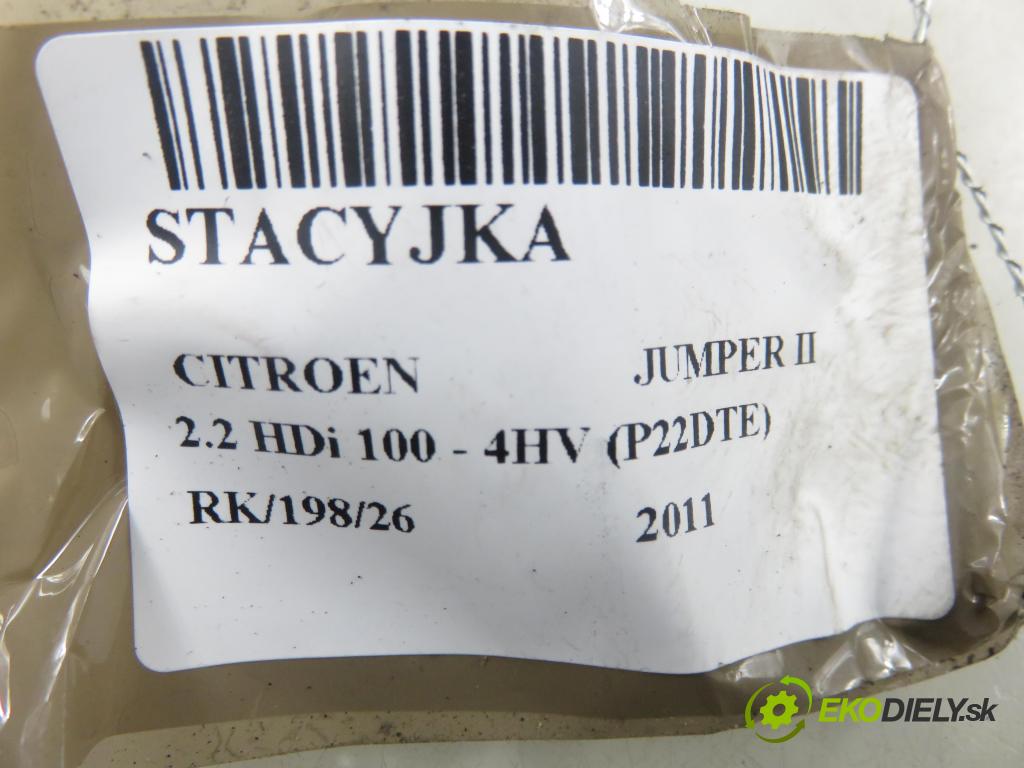 STACYJKA
CITROEN JUMPER II
2.2 HDi 100 - 4HV (P22DTE)
RK/198/26 2011
EKODIELY.sk